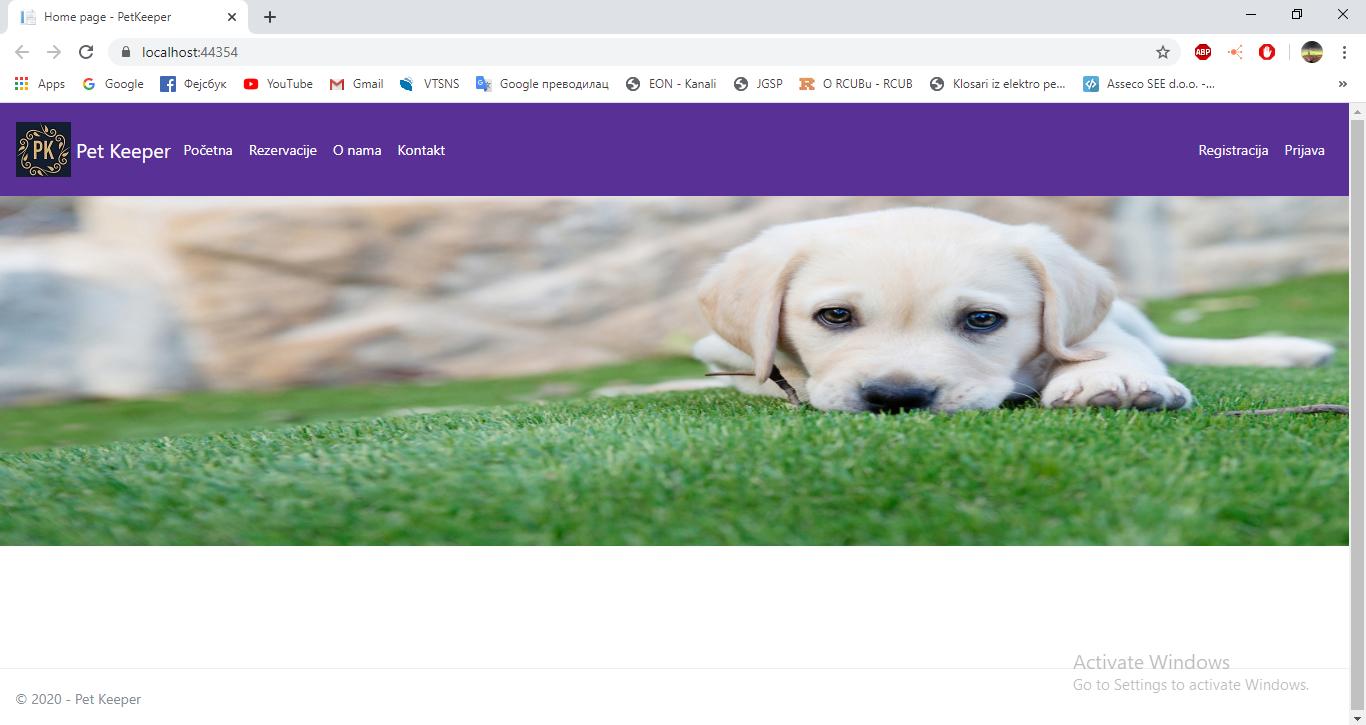 Home page - PetKeeper
localhost:44354
ABP
Apps Google Фејсбук YouTube Gmail VTSNS Google преводилац EON - Kanali JGSP O RCUBu - RCUB Klosari iz elektro pe... Asseco SEE d.o.o. -... »
PK Pet Keeper Početna Rezervacije O nama Kontakt Registracija Prijava
Activate Windows
Go to Settings to activate Windows.
© 2020 - Pet Keeper